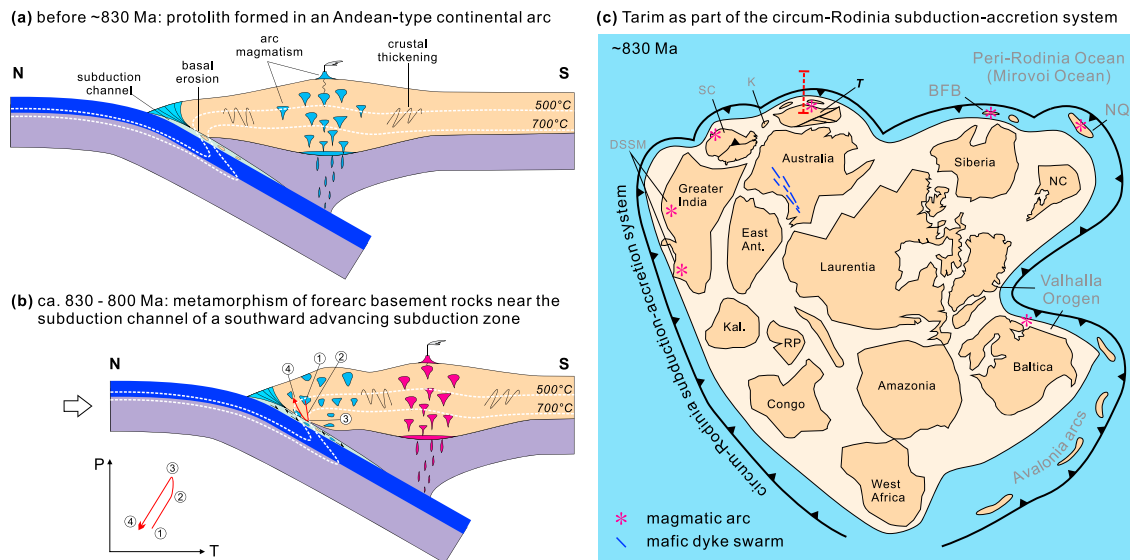 (a) before ~830 Ma: protolith formed in an Andean-type continental arc
N
S
arc
magmatism
crustal
thickening
basal
erosion
subduction
channel
500°C
700°C
(b) ca. 830 - 800 Ma: metamorphism of forearc basement rocks near the
subduction channel of a southward advancing subduction zone
N
S
④ ① ②
③
500°C
700°C
P
③
②
④
①
T
(c) Tarim as part of the circum-Rodinia subduction-accretion system
~830 Ma
Peri-Rodinia Ocean
(Mirovoi Ocean)
SC
K
T
BFB
NQ
DSSM
Australia
Siberia
NC
Greater
India
East
Ant.
Laurentia
Valhalla
Orogen
Kal.
RP
Baltica
Amazonia
Congo
West
Africa
Avalonia arcs
circum-Rodinia subduction-accretion system
magmatic arc
mafic dyke swarm